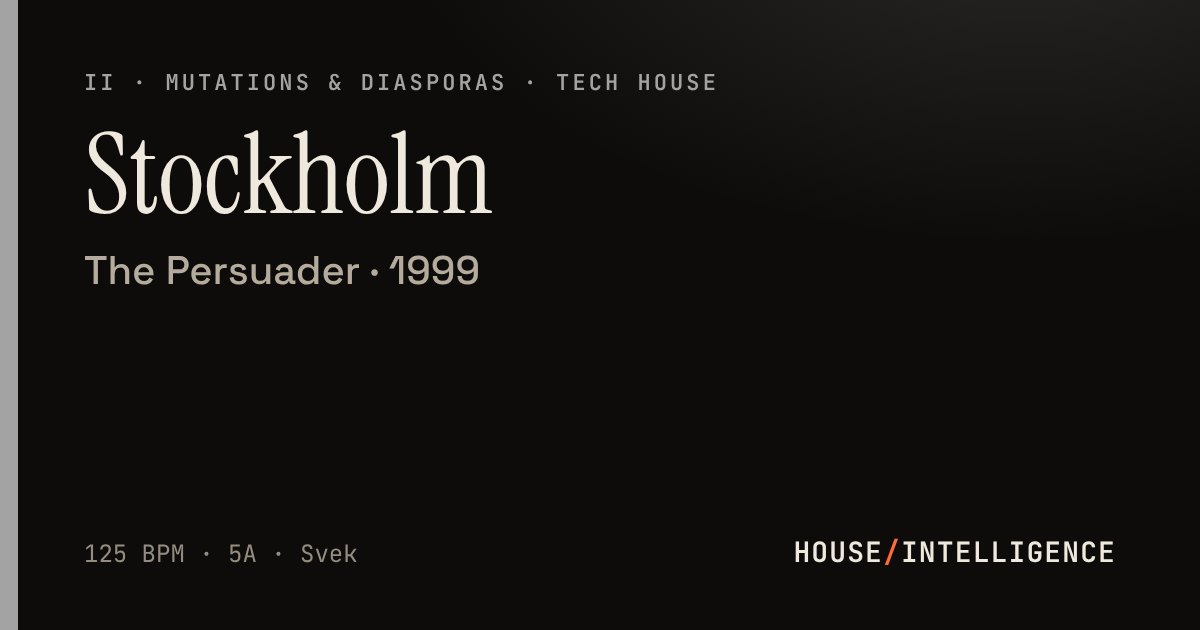 II · MUTATIONS & DIASPORAS · TECH HOUSE
Stockholm
The Persuader · 1999
125 BPM · 5A · Svek
HOUSE/INTELLIGENCE